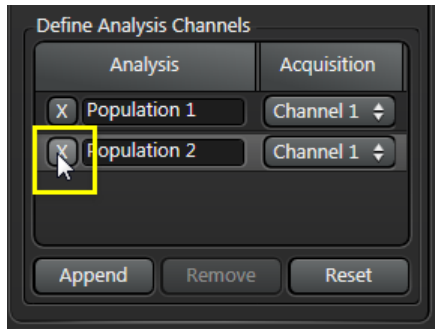 Define Analysis Channels
Analysis Acquisition
X Population 1 Channel 1
X Population 2 Channel 1
Append Remove Reset